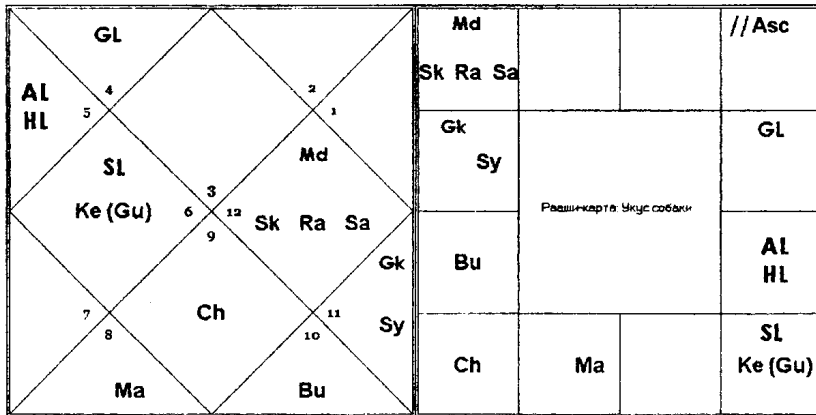 GL
AL
HL
4
5
2
1
Md
SL
Ke (Gu)
3
6 12
9
Sk Ra Sa
Gk
Sy
Ch
7
8
11
10
Ma
Bu
Md
Sk Ra Sa
// Asc
Gk
Sy
GL
Рааши-карта: Укус собаки
Bu
AL
HL
Ch
Ma
SL
Ke (Gu)